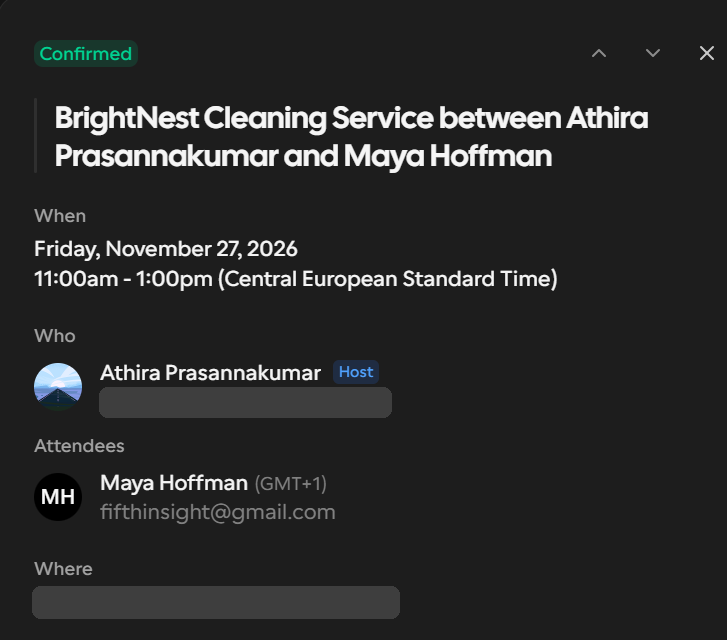 Confirmed
BrightNest Cleaning Service between Athira
Prasannakumar and Maya Hoffman
When
Friday, November 27, 2026
11:00am - 1:00pm (Central European Standard Time)
Who
Athira Prasannakumar Host
Attendees
MH
Maya Hoffman (GMT+1)
fifthinsight@gmail.com
Where